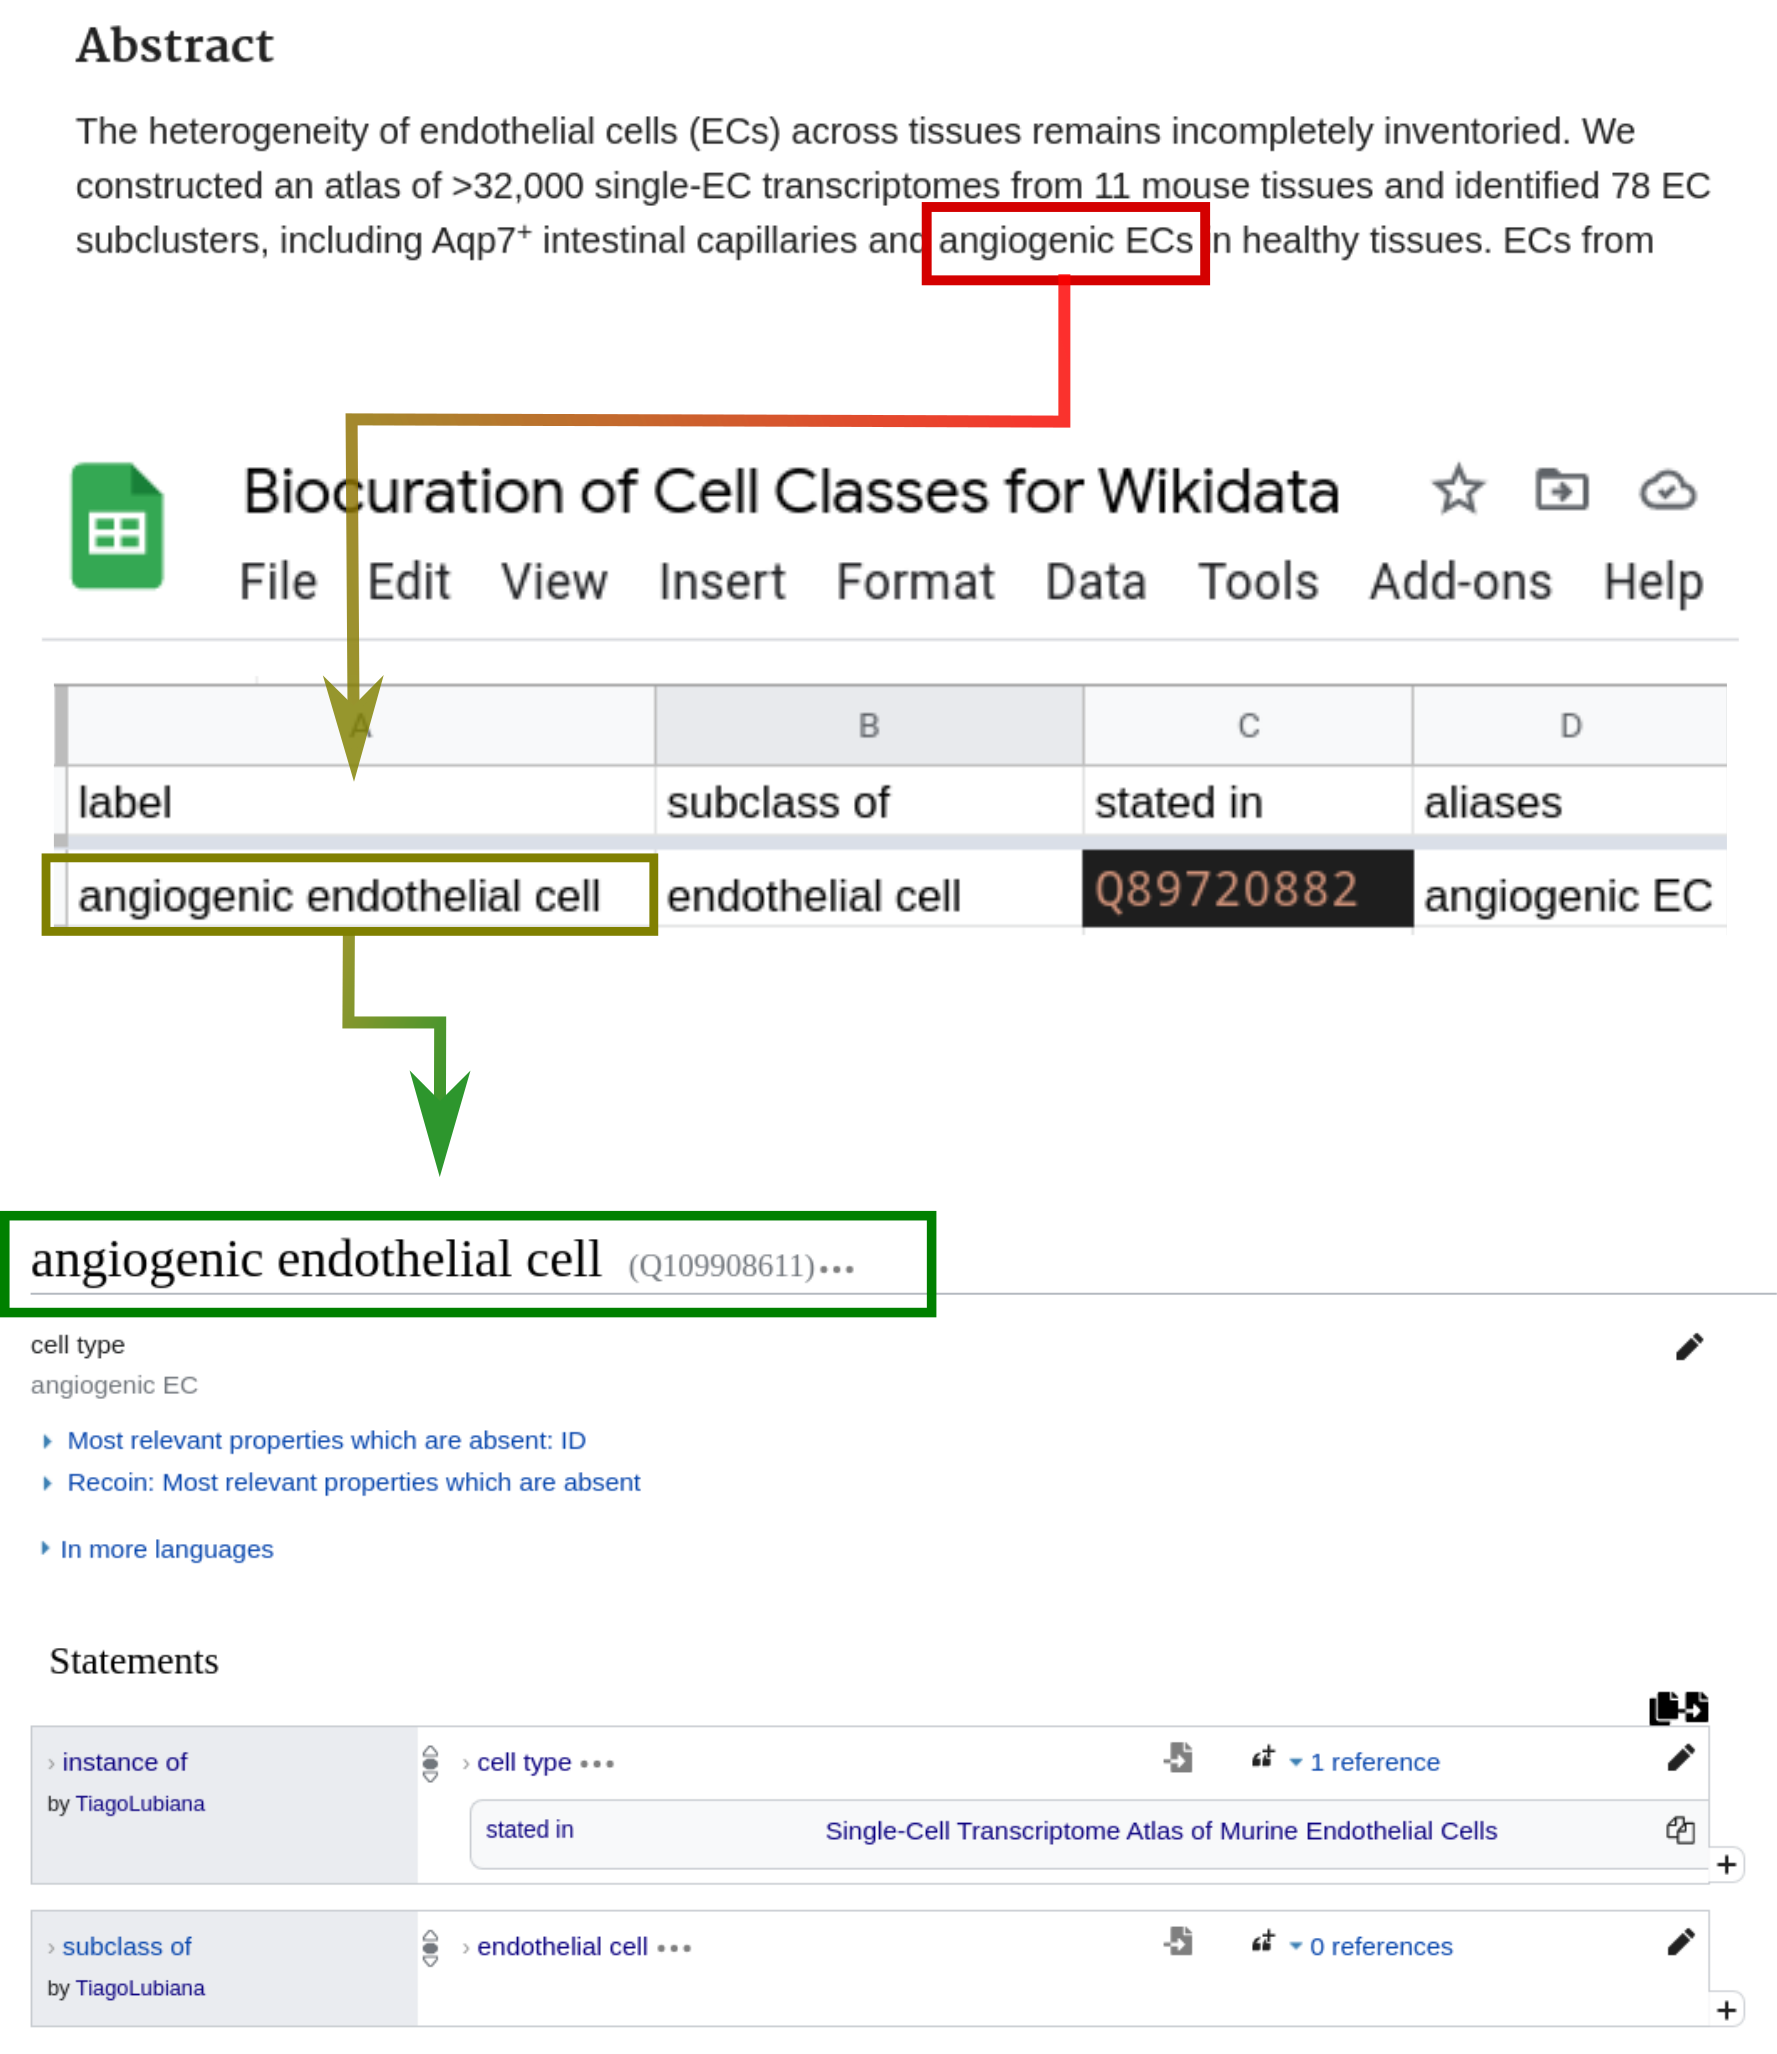 Abstract
The heterogeneity of endothelial cells (ECs) across tissues remains incompletely inventoried. We
constructed an atlas of >32,000 single-EC transcriptomes from 11 mouse tissues and identified 78 EC
subclusters, including Aqp7⁺ intestinal capillaries and angiogenic ECs in healthy tissues. ECs from
Biocuration of Cell Classes for Wikidata
File Edit View Insert Format Data Tools Add-ons Help
A B C D
label subclass of stated in aliases
angiogenic endothelial cell endothelial cell Q89720882 angiogenic EC
angiogenic endothelial cell (Q109908611)
cell type
angiogenic EC
Most relevant properties which are absent: ID
Recoin: Most relevant properties which are absent
In more languages
Statements
instance of cell type 1 reference
by TiagoLubiana
stated in Single-Cell Transcriptome Atlas of Murine Endothelial Cells
subclass of endothelial cell 0 references
by TiagoLubiana